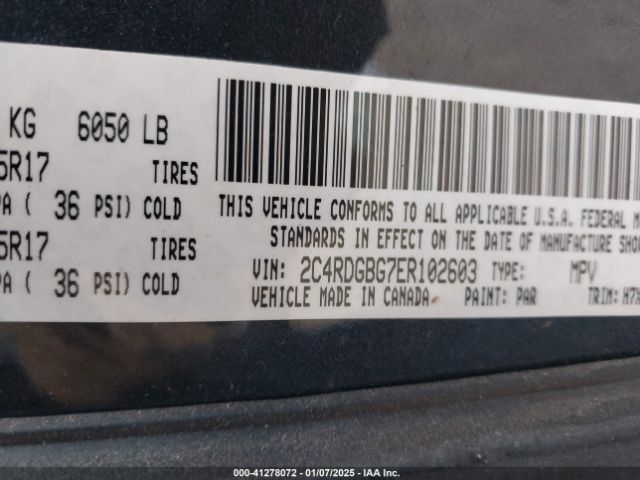 KG 6050 LB
5R17 TIRES
PA ( 36 PSI) COLD
5R17 TIRES
PA ( 36 PSI) COLD
THIS VEHICLE CONFORMS TO ALL APPLICABLE U.S.A. FEDERAL
STANDARDS IN EFFECT ON THE DATE OF MANUFACTURE
VIN: 2C4RDGBG7ER102603 TYPE: MPV
VEHICLE MADE IN CANADA. PAINT: PAR TRIM:
000-41278072 — 01/07/2025 — IAA Inc.